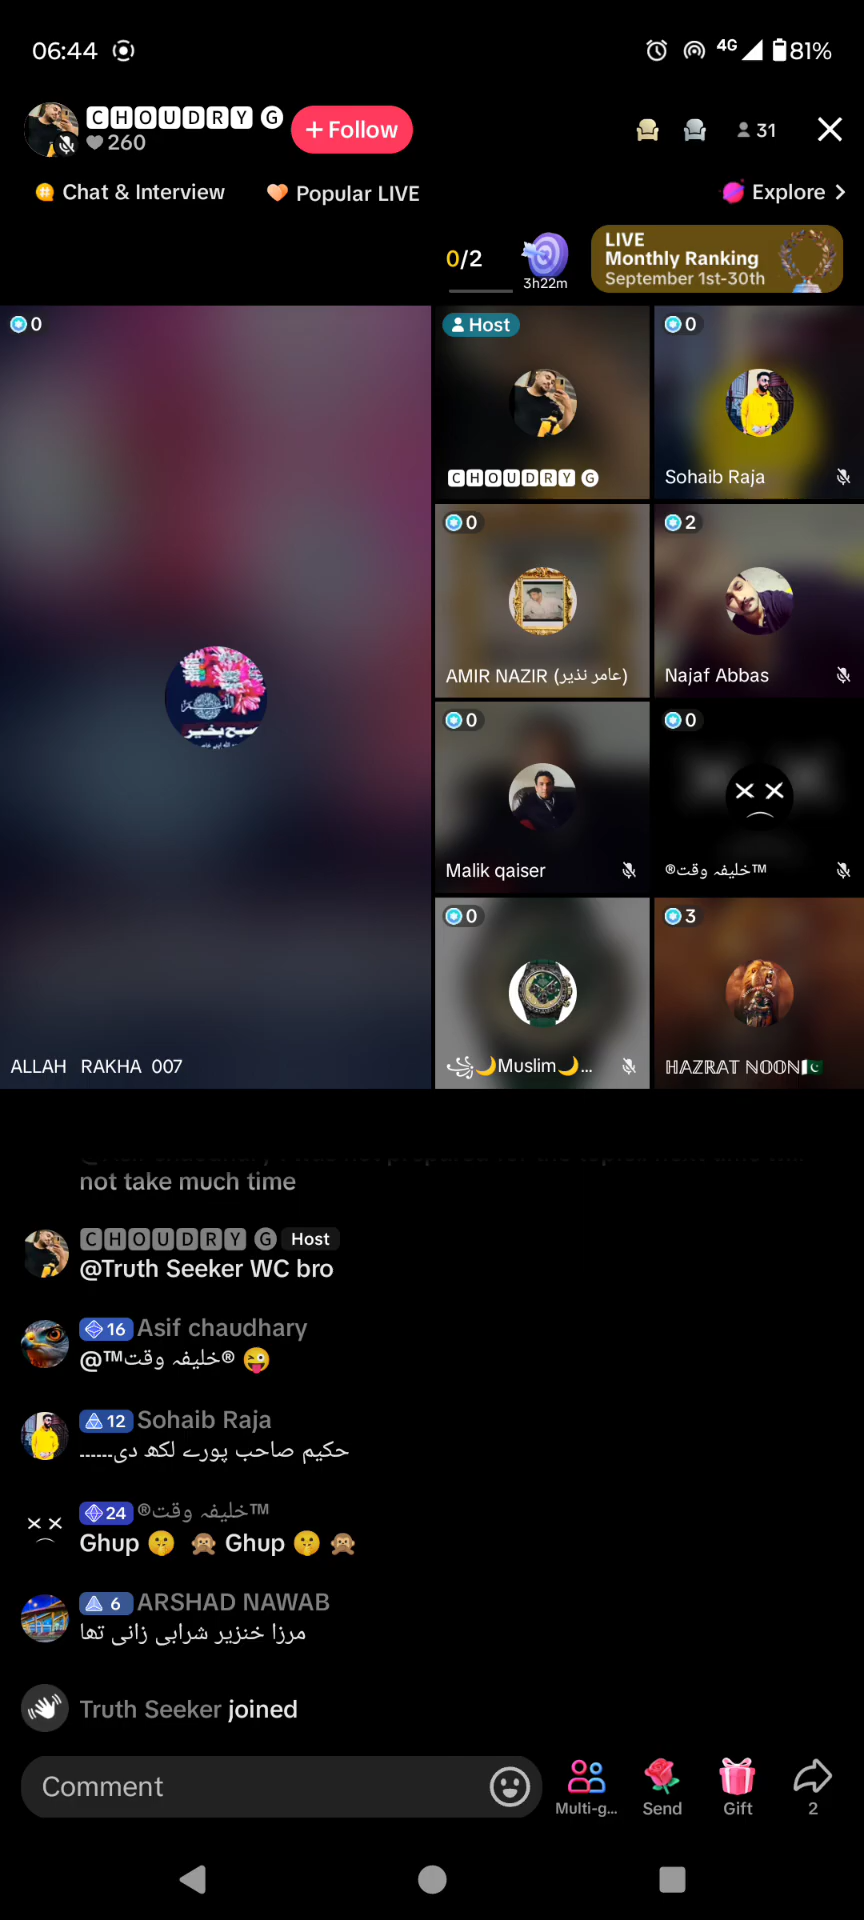 06:44
4G 81%
CHOUDRY G
260
+ Follow
31
Chat & Interview
Popular LIVE
Explore
0/2
3h22m
LIVE
Monthly Ranking
September 1st-30th
0
صبح بخیر
ALLAH RAKHA 007
Host
CHOUDRY G
0
Sohaib Raja
0
AMIR NAZIR (عامر نذیر)
2
Najaf Abbas
0
Malik qaiser
0
®خلیفہ وقت™
0
🌙Muslim🌙...
3
ℍAZRAT NOON🇵🇰
not take much time
CHOUDRY G Host
@Truth Seeker WC bro
16 Asif chaudhary
@™خلیفہ وقت® 😜
12 Sohaib Raja
حکیم صاحب پورے لکھ دی......
24 ®خلیفہ وقت™
Ghup 🤫 🙊 Ghup 🤫 🙊
6 ARSHAD NAWAB
مرزا خنزیر شرابی زانی تھا
Truth Seeker joined
Comment
Multi-g...
Send
Gift
2